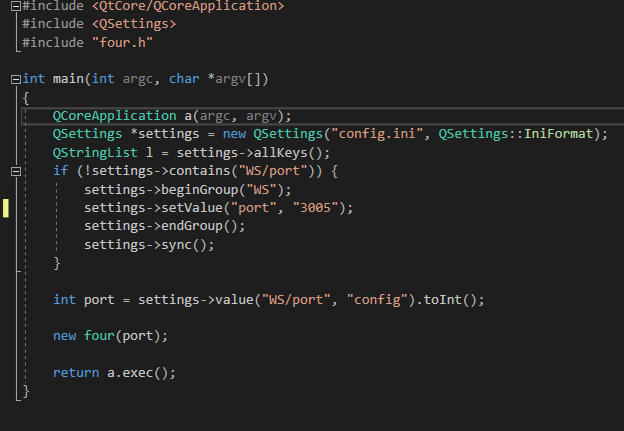 #include <QtCore/QCoreApplication>
#include <QSettings>
#include "four.h"
int main(int argc, char *argv[])
{
QCoreApplication a(argc, argv);
QSettings *settings = new QSettings("config.ini", QSettings::IniFormat);
QStringList l = settings->allKeys();
if (!settings->contains("WS/port")) {
settings->beginGroup("WS");
settings->setValue("port", "3005");
settings->endGroup();
settings->sync();
}
int port = settings->value("WS/port", "config").toInt();
new four(port);
return a.exec();
}